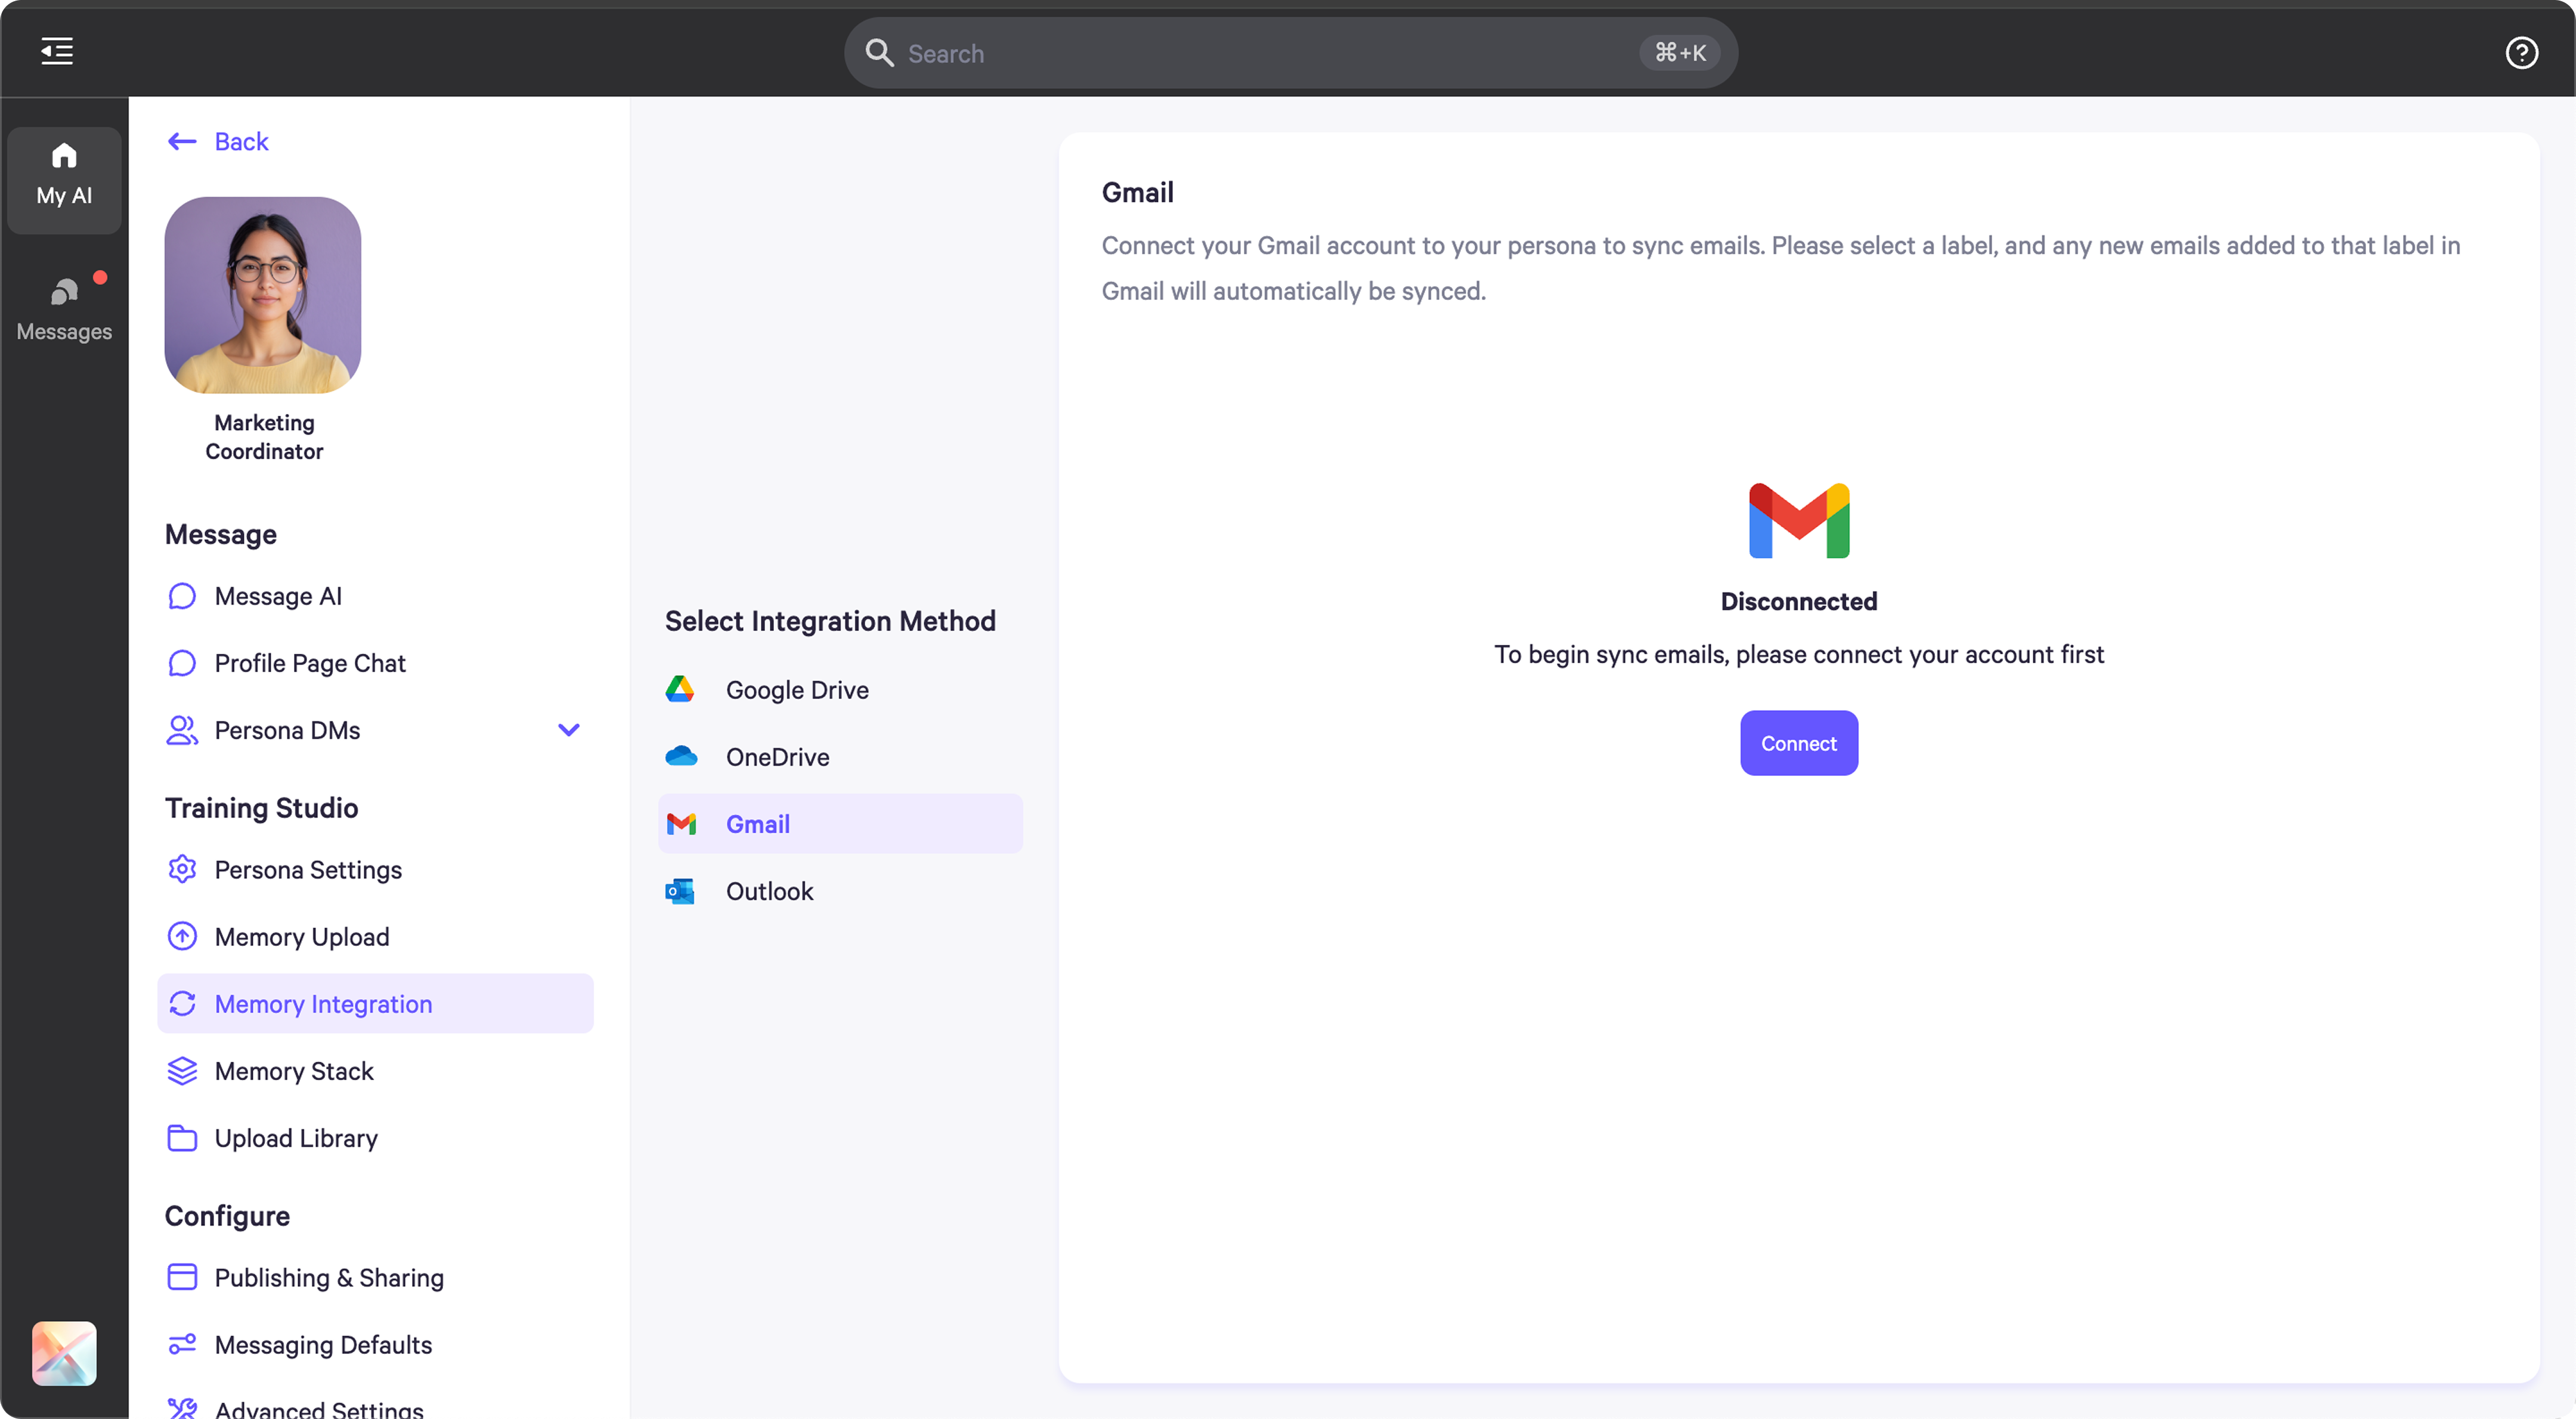 Search
⌘+K
My AI
Messages
Back
Marketing
Coordinator
Message
Message AI
Profile Page Chat
Persona DMs
Training Studio
Persona Settings
Memory Upload
Memory Integration
Memory Stack
Upload Library
Configure
Publishing & Sharing
Messaging Defaults
Advanced Settings
Select Integration Method
Google Drive
OneDrive
Gmail
Outlook
Gmail
Connect your Gmail account to your persona to sync emails. Please select a label, and any new emails added to that label in
Gmail will automatically be synced.
Disconnected
To begin sync emails, please connect your account first
Connect